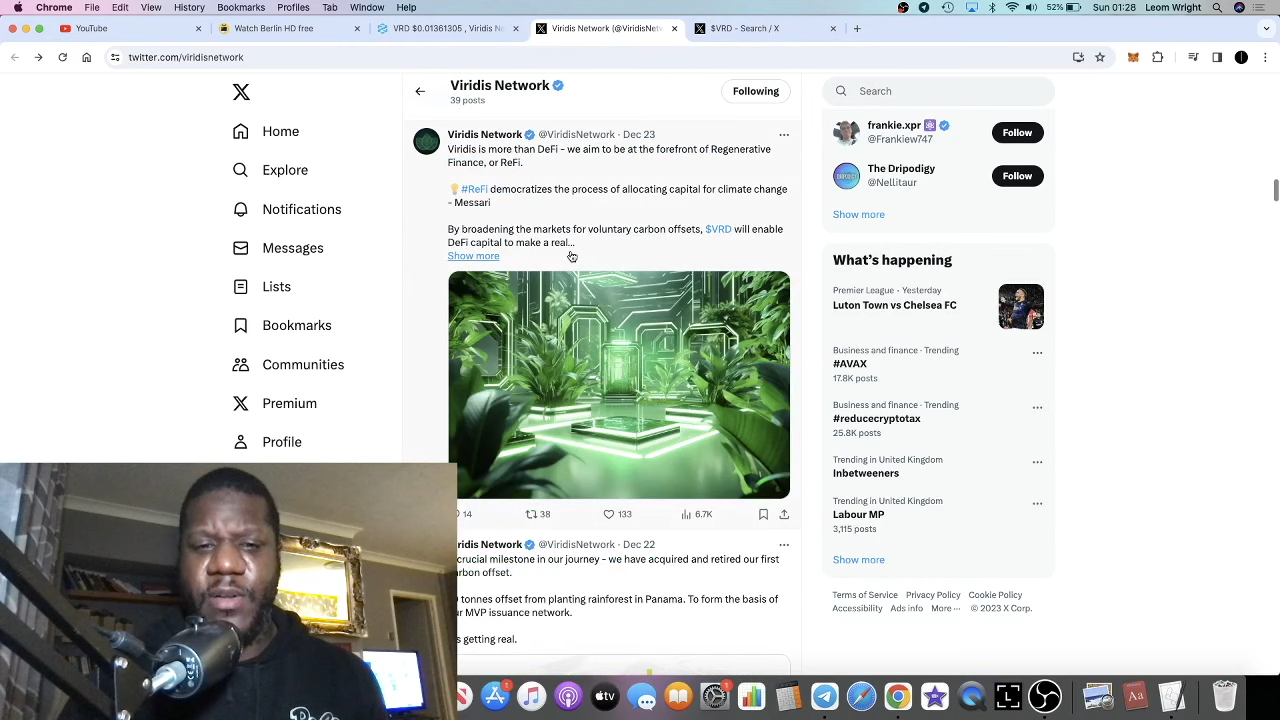 Chrome File Edit View History Bookmarks Profiles Tab Window Help
52% Sun 01:28 Leom Wright
YouTube
Watch Berlin HD free
VRD $0.01361305 , Viridis Ne
Viridis Network (@ViridisNetw
$VRD - Search / X
twitter.com/viridisnetwork
Viridis Network
39 posts
Following
Search
Home
Explore
Notifications
Messages
Lists
Bookmarks
Communities
Premium
Profile
Viridis Network @ViridisNetwork · Dec 23
Viridis is more than DeFi - we aim to be at the forefront of Regenerative
Finance, or ReFi.
#ReFi democratizes the process of allocating capital for climate change
- Messari
By broadening the markets for voluntary carbon offsets, $VRD will enable
DeFi capital to make a real...
Show more
14 38 133 6.7K
ridis Network @ViridisNetwork · Dec 22
crucial milestone in our journey - we have acquired and retired our first
rbon offset.
tonnes offset from planting rainforest in Panama. To form the basis of
r MVP issuance network.
s getting real.
frankie.xpr
@Frankiew747
Follow
The Dripodigy
@Nellitaur
Follow
Show more
What's happening
Premier League · Yesterday
Luton Town vs Chelsea FC
Business and finance · Trending
#AVAX
17.8K posts
Business and finance · Trending
#reducecryptotax
25.8K posts
Trending in United Kingdom
Inbetweeners
Trending in United Kingdom
Labour MP
3,115 posts
Show more
Terms of Service Privacy Policy Cookie Policy
Accessibility Ads info More ··· © 2023 X Corp.
tv
Aa